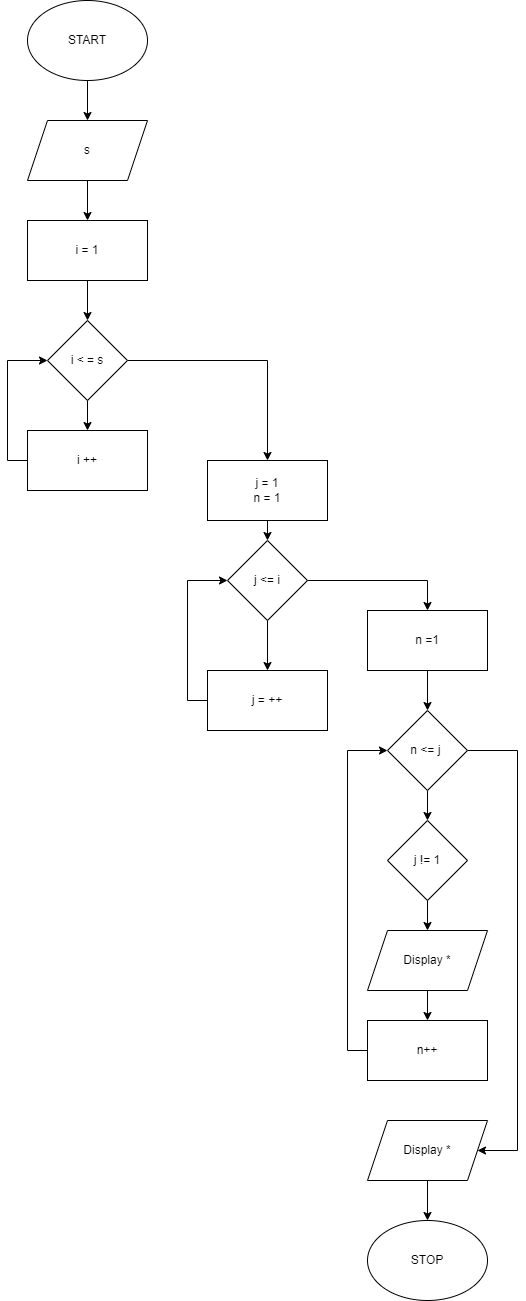 START
s
i = 1
i < = s
i ++
j = 1
n = 1
j <= i
j = ++
n =1
n <= j
j != 1
Display *
n++
Display *
STOP